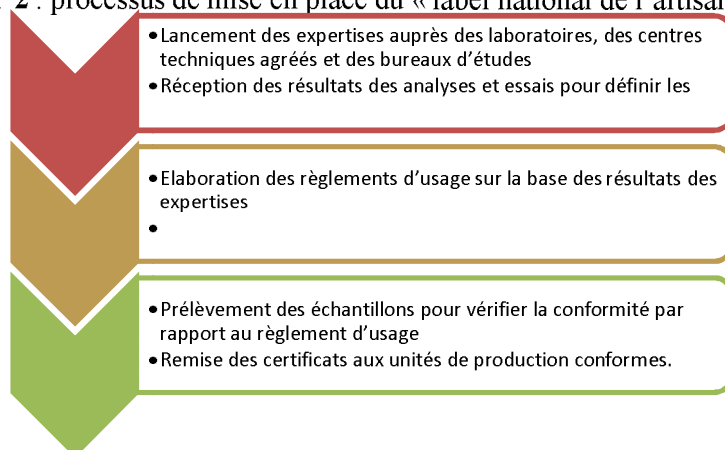 2 : processus de mise en place du « label national de l'artisan
•Lancement des expertises auprès des laboratoires, des centres
techniques agréés et des bureaux d'études
•Réception des résultats des analyses et essais pour définir les
•Elaboration des règlements d'usage sur la base des résultats des
expertises
•
•Prélèvement des échantillons pour vérifier la conformité par
rapport au règlement d'usage
•Remise des certificats aux unités de production conformes.